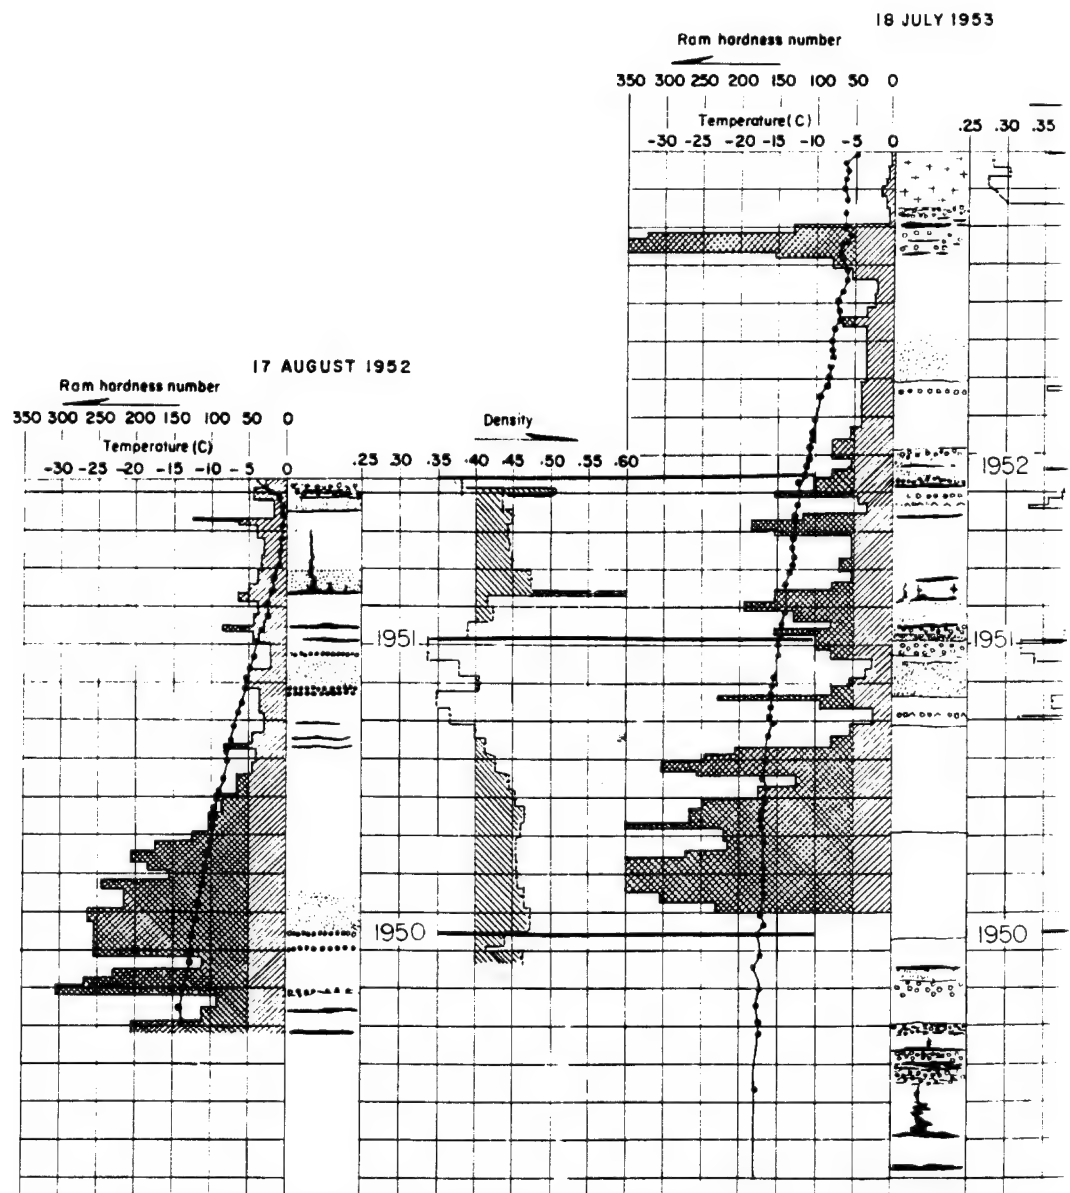 18 JULY 1953
Ram hardness number
350 300 250 200 150 100 50 0
Temperature (C)
-30 -25 -20 -15 -10 -5 0
.25 .30 .35
17 AUGUST 1952
Ram hardness number
350 300 250 200 150 100 50 0
Temperature (C)
-30 -25 -20 -15 -10 -5 0
Density
.25 .30 .35 .40 .45 .50 .55 .60
1952
1951
1951
1950
1950